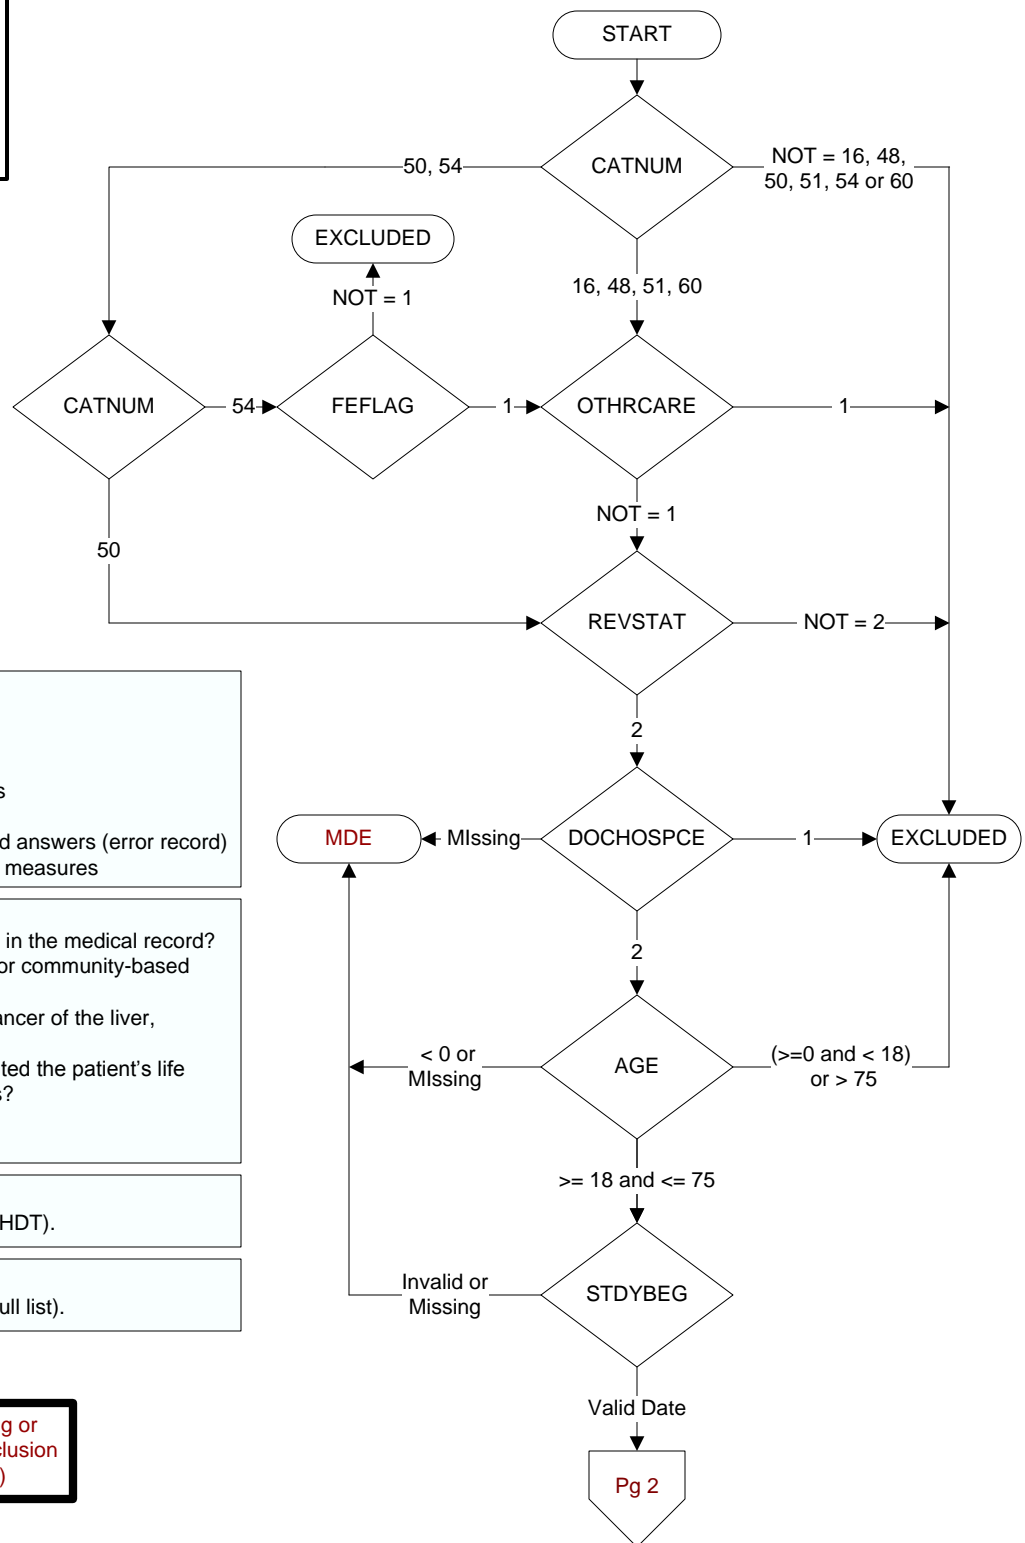 START
CATNUM
50, 54
NOT = 16, 48,
50, 51, 54 or 60
EXCLUDED
NOT = 1
16, 48, 51, 60
CATNUM
54
FEFLAG
1
OTHRCARE
1
NOT = 1
50
REVSTAT
NOT = 2
2
s
d answers (error record)
measures
MDE
MIssing
DOCHOSPCE
1
EXCLUDED
2
in the medical record?
or community-based
ancer of the liver,
ted the patient's life
s?
< 0 or
MIssing
AGE
(>=0 and < 18)
or > 75
>= 18 and <= 75
HDT).
ull list).
Invalid or
Missing
STDYBEG
Valid Date
g or
clusion
)
Pg 2